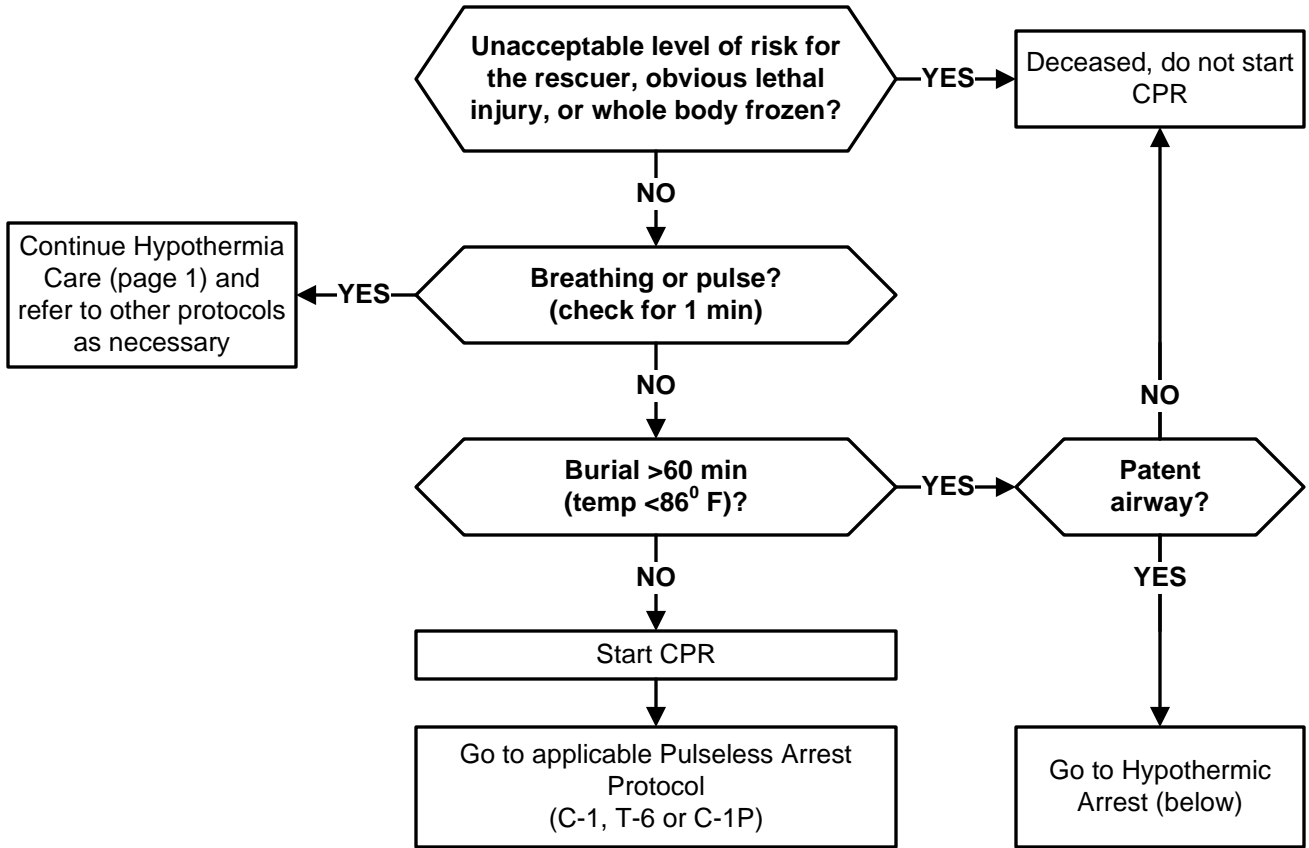 Unacceptable level of risk for
the rescuer, obvious lethal
injury, or whole body frozen?
YES
Deceased, do not start
CPR
NO
Continue Hypothermia
Care (page 1) and
refer to other protocols
as necessary
YES
Breathing or pulse?
(check for 1 min)
NO
NO
Burial >60 min
(temp <86⁰ F)?
YES
Patent
airway?
NO
YES
Start CPR
Go to applicable Pulseless Arrest
Protocol
(C-1, T-6 or C-1P)
Go to Hypothermic
Arrest (below)